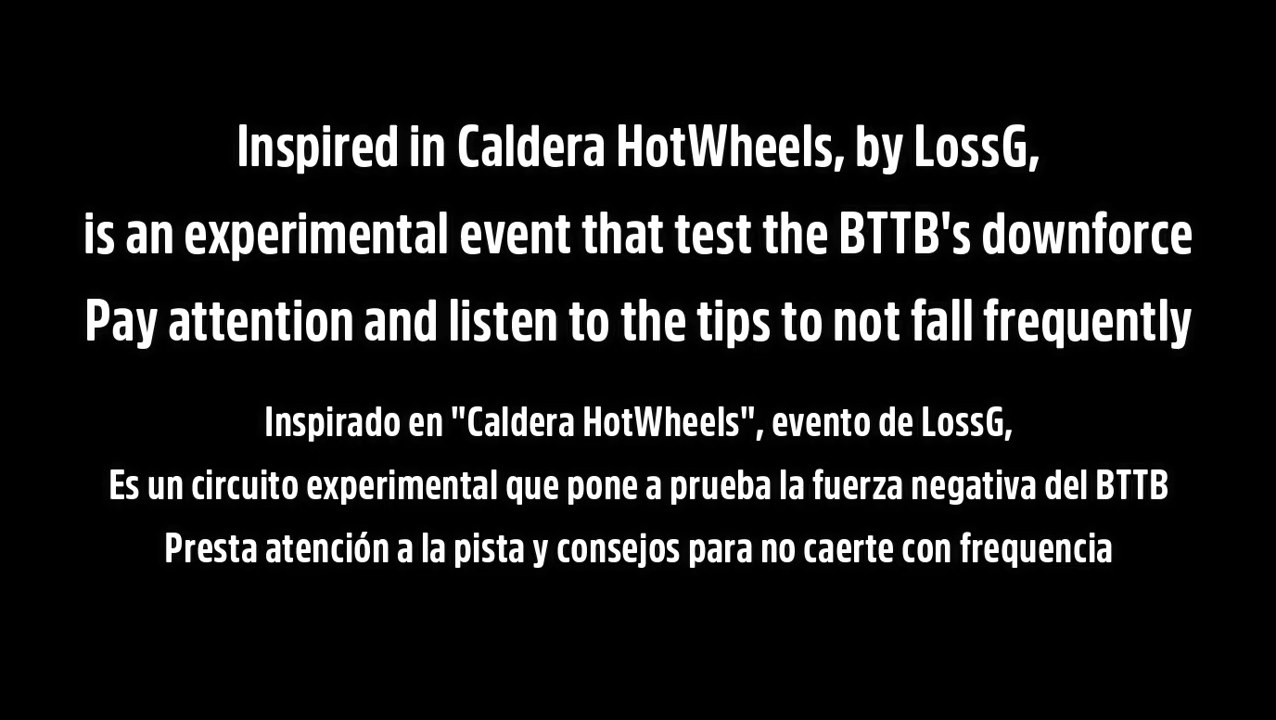 Inspired in Caldera HotWheels, by LossG,
is an experimental event that test the BTTB's downforce
Pay attention and listen to the tips to not fall frequently
Inspirado en "Caldera HotWheels", evento de LossG,
Es un circuito experimental que pone a prueba la fuerza negativa del BTTB
Presta atención a la pista y consejos para no caerte con frequencia